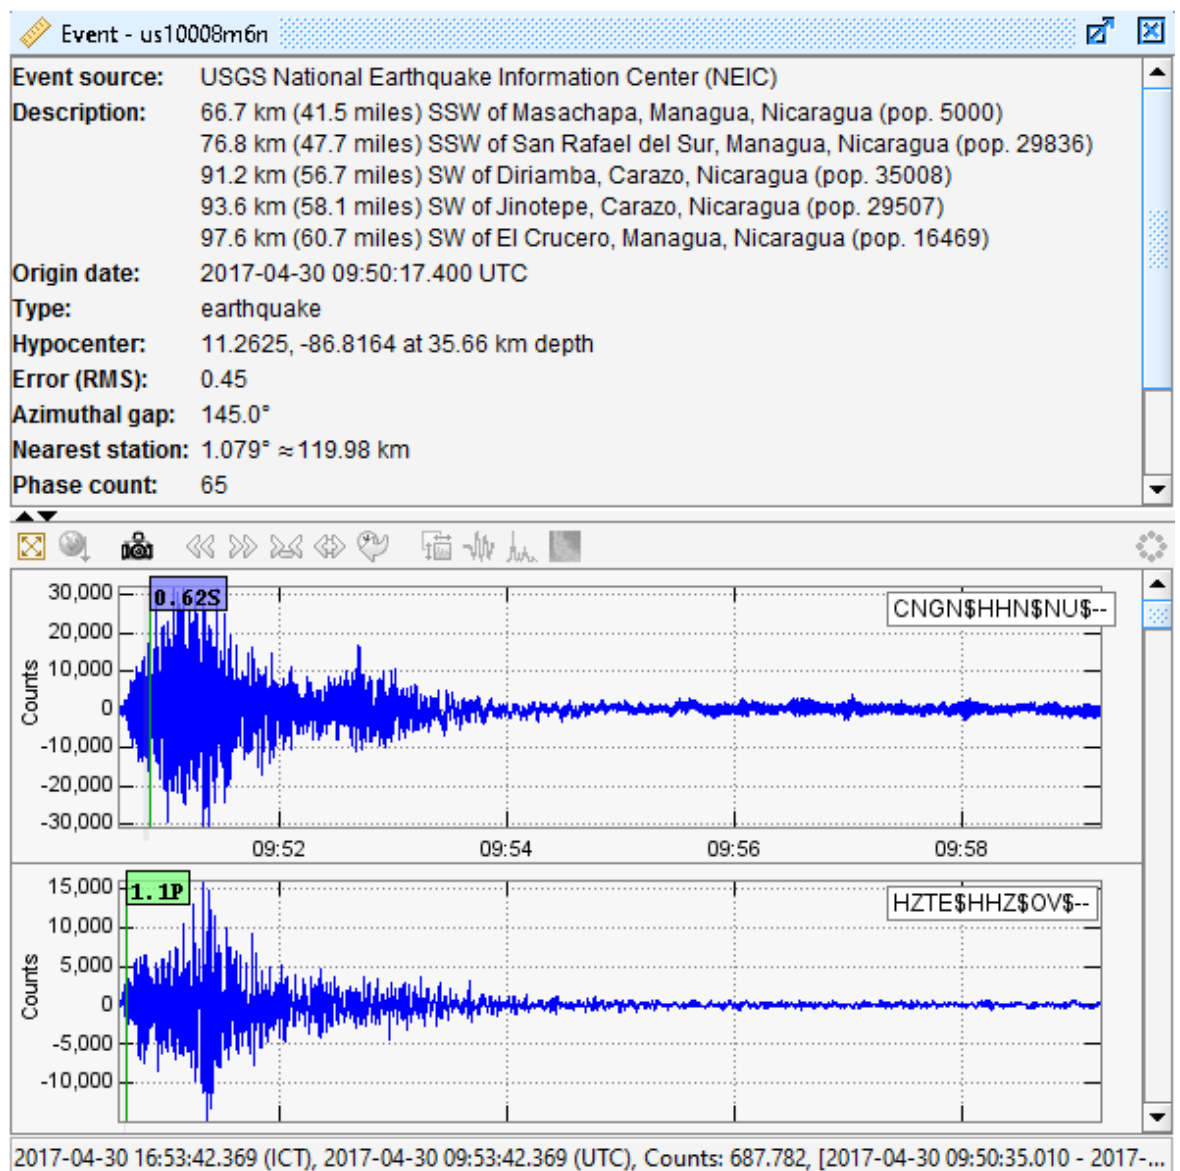 Event - us10008m6n
Event source: USGS National Earthquake Information Center (NEIC)
Description: 66.7 km (41.5 miles) SSW of Masachapa, Managua, Nicaragua (pop. 5000)
76.8 km (47.7 miles) SSW of San Rafael del Sur, Managua, Nicaragua (pop. 29836)
91.2 km (56.7 miles) SW of Diriamba, Carazo, Nicaragua (pop. 35008)
93.6 km (58.1 miles) SW of Jinotepe, Carazo, Nicaragua (pop. 29507)
97.6 km (60.7 miles) SW of El Crucero, Managua, Nicaragua (pop. 16469)
Origin date: 2017-04-30 09:50:17.400 UTC
Type: earthquake
Hypocenter: 11.2625, -86.8164 at 35.66 km depth
Error (RMS): 0.45
Azimuthal gap: 145.0°
Nearest station: 1.079° ≈119.98 km
Phase count: 65
30,000
0.62S
CNGN$HHN$NU$--
20,000
10,000
Counts
0
-10,000
-20,000
-30,000
09:52 09:54 09:56 09:58
15,000
1.1P
HZTE$HHZ$OV$--
10,000
5,000
Counts
0
-5,000
-10,000
2017-04-30 16:53:42.369 (ICT), 2017-04-30 09:53:42.369 (UTC), Counts: 687.782, [2017-04-30 09:50:35.010 - 2017-...